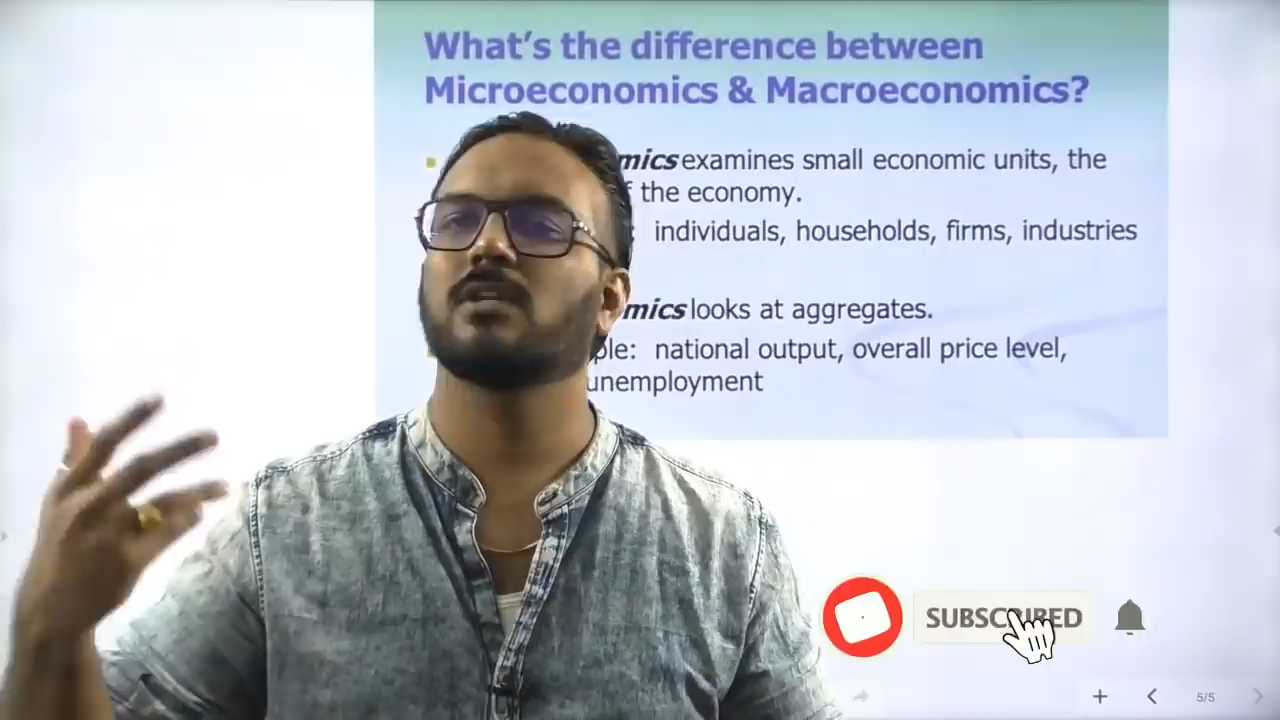 What's the difference between
Microeconomics & Macroeconomics?
mics examines small economic units, the
f the economy.
: individuals, households, firms, industries
mics looks at aggregates.
ple: national output, overall price level,
unemployment
SUBSCRIBED
5/5